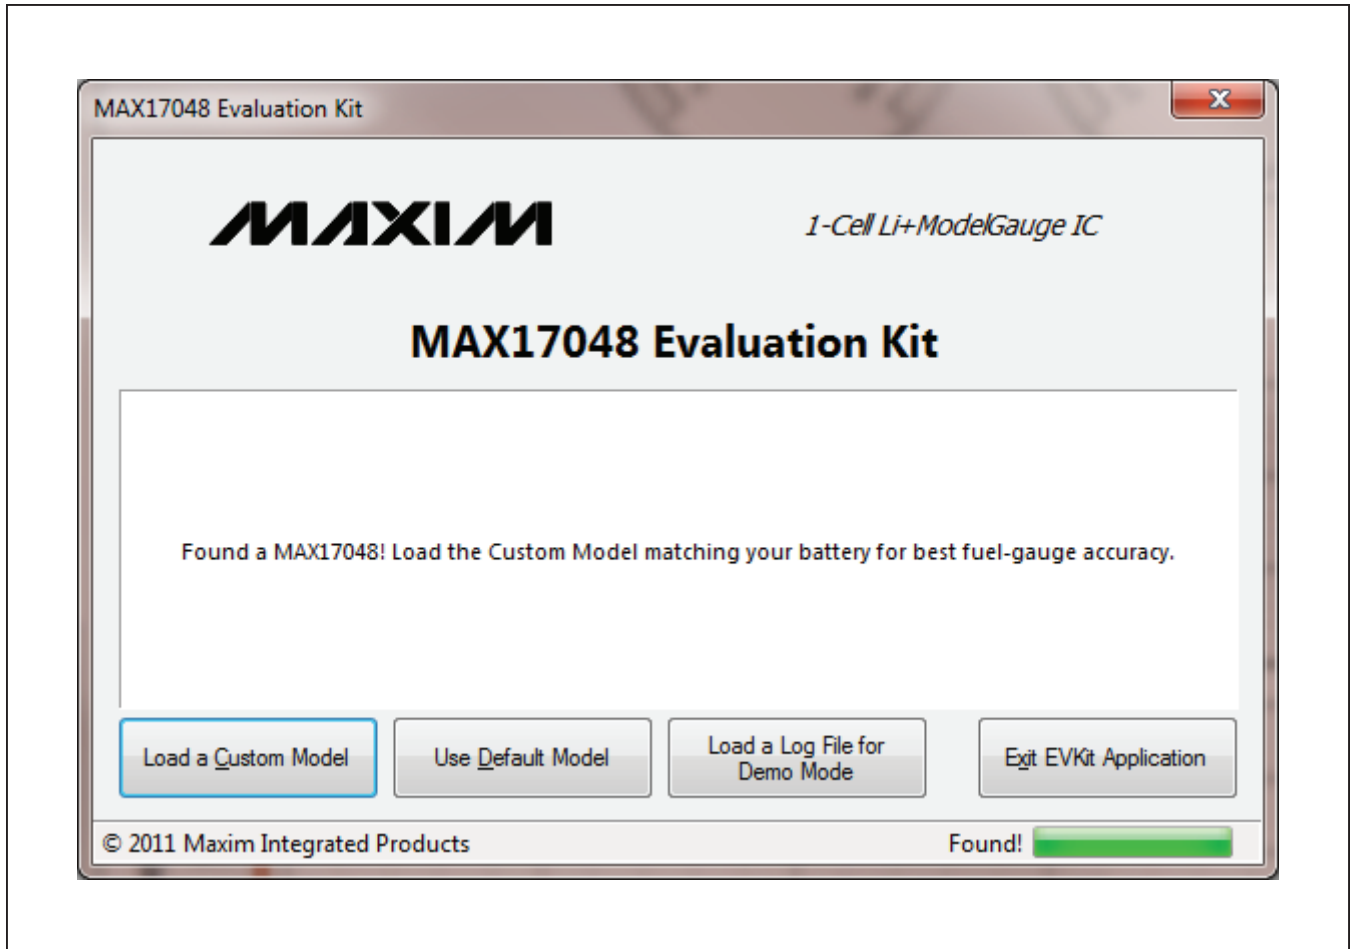 MAX17048 Evaluation Kit
MAXIM
1-Cell Li+ModelGauge IC
MAX17048 Evaluation Kit
Found a MAX17048! Load the Custom Model matching your battery for best fuel-gauge accuracy.
Load a Custom Model
Use Default Model
Load a Log File for
Demo Mode
Exit EVKit Application
© 2011 Maxim Integrated Products
Found!